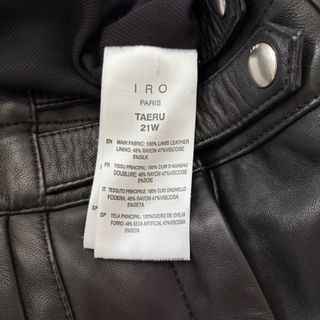 IRO
PARIS
TAERU
21W
EN MAIN FABRIC: 100% LAMB LEATHER
LINING: 48% RAYON 47%VISCOSE
5%SILK
FR TISSU PRINCIPAL: 100% CUIR D'AGNEAU
DOUBLURE: 48% RAYON 47%VISCOSE
5%SOIE
IT TESSUTO PRINCIPALE: 100% CUOIO D'AGNELLO
FODERA: 48% RAYON 47%VISCOSA
5%SETA
SP TELA PRINCIPAL: 100%CUERO DE OVEJA
FORRO: 48% SEDA ARTIFICIAL 47%VISCOSA
5%SEDA